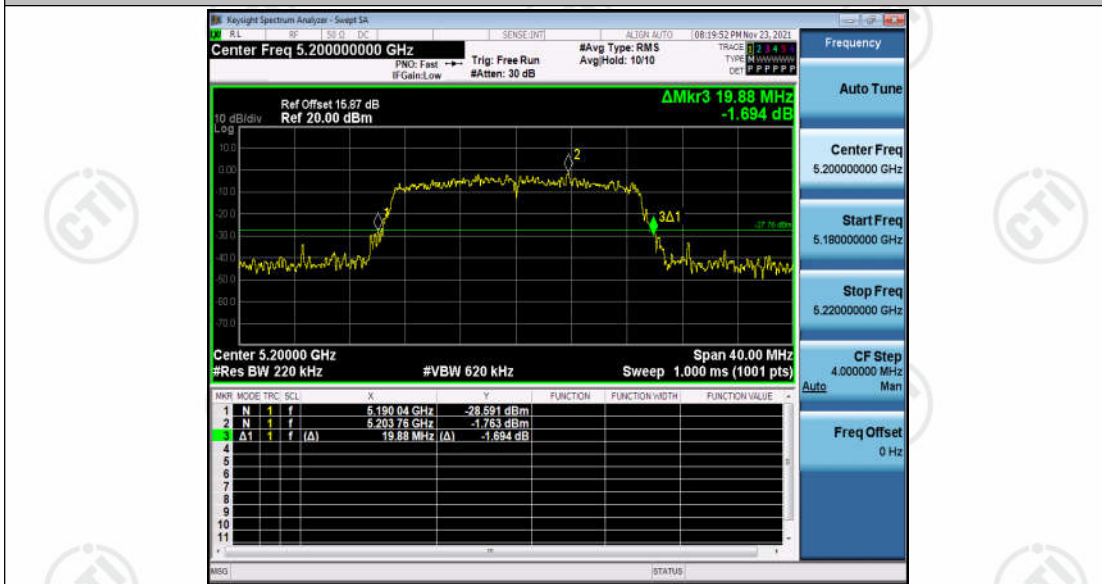 Keysight Spectrum Analyzer - Swept SA
RL RF 50 Ω DC SENSE:INT ALIGN AUTO 08:19:52 PM Nov 23, 2021
Center Freq 5.200000000 GHz
PNO: Fast
IFGain:Low
Trig: Free Run
#Atten: 30 dB
#Avg Type: RMS
Avg|Hold: 10/10
TRACE 1 2 3 4 5 6
TYPE M WWWWW
DET P P P P P P
Frequency
Auto Tune
Center Freq
5.200000000 GHz
Start Freq
5.180000000 GHz
Stop Freq
5.220000000 GHz
CF Step
4.000000 MHz
Auto Man
Freq Offset
0 Hz
ΔMkr3 19.88 MHz
-1.694 dB
Ref Offset 15.87 dB
10 dB/div Ref 20.00 dBm
Log
10.0
0.00
-10.0
-20.0
-30.0
-40.0
-50.0
-60.0
-70.0
2
3Δ1
-27.76 dBm
Center 5.20000 GHz Span 40.00 MHz
#Res BW 220 kHz #VBW 620 kHz Sweep 1.000 ms (1001 pts)
MKR MODE TRC SCL X Y FUNCTION FUNCTION WIDTH FUNCTION VALUE
1 N 1 f 5.190 04 GHz -28.591 dBm
2 N 1 f 5.203 76 GHz -1.763 dBm
3 Δ1 1 f (Δ) 19.88 MHz (Δ) -1.694 dB
4
5
6
7
8
9
10
11
MSG STATUS
CTI
CTI